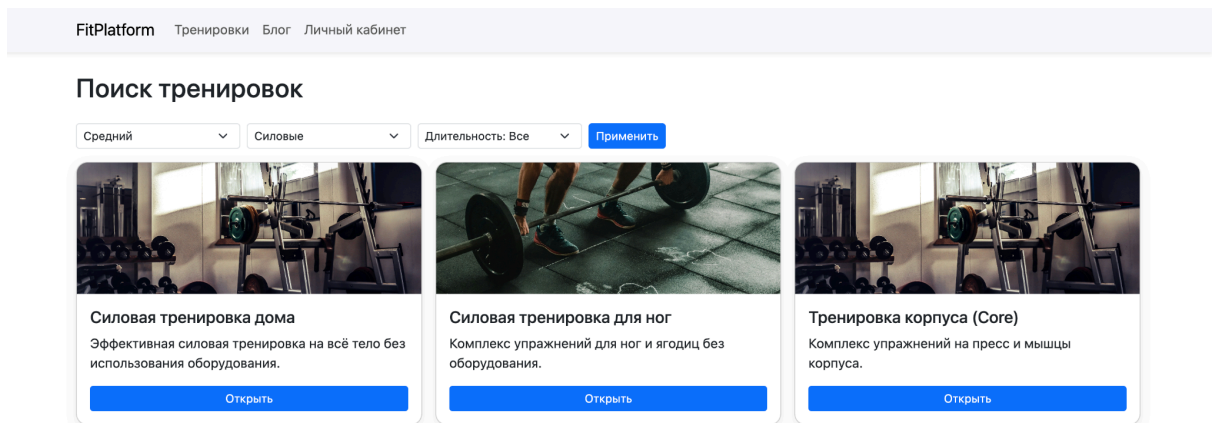 FitPlatform Тренировки Блог Личный кабинет
Поиск тренировок
Средний Силовые Длительность: Все Применить
Силовая тренировка дома
Эффективная силовая тренировка на всё тело без
использования оборудования.
Открыть
Силовая тренировка для ног
Комплекс упражнений для ног и ягодиц без
оборудования.
Открыть
Тренировка корпуса (Core)
Комплекс упражнений на пресс и мышцы
корпуса.
Открыть